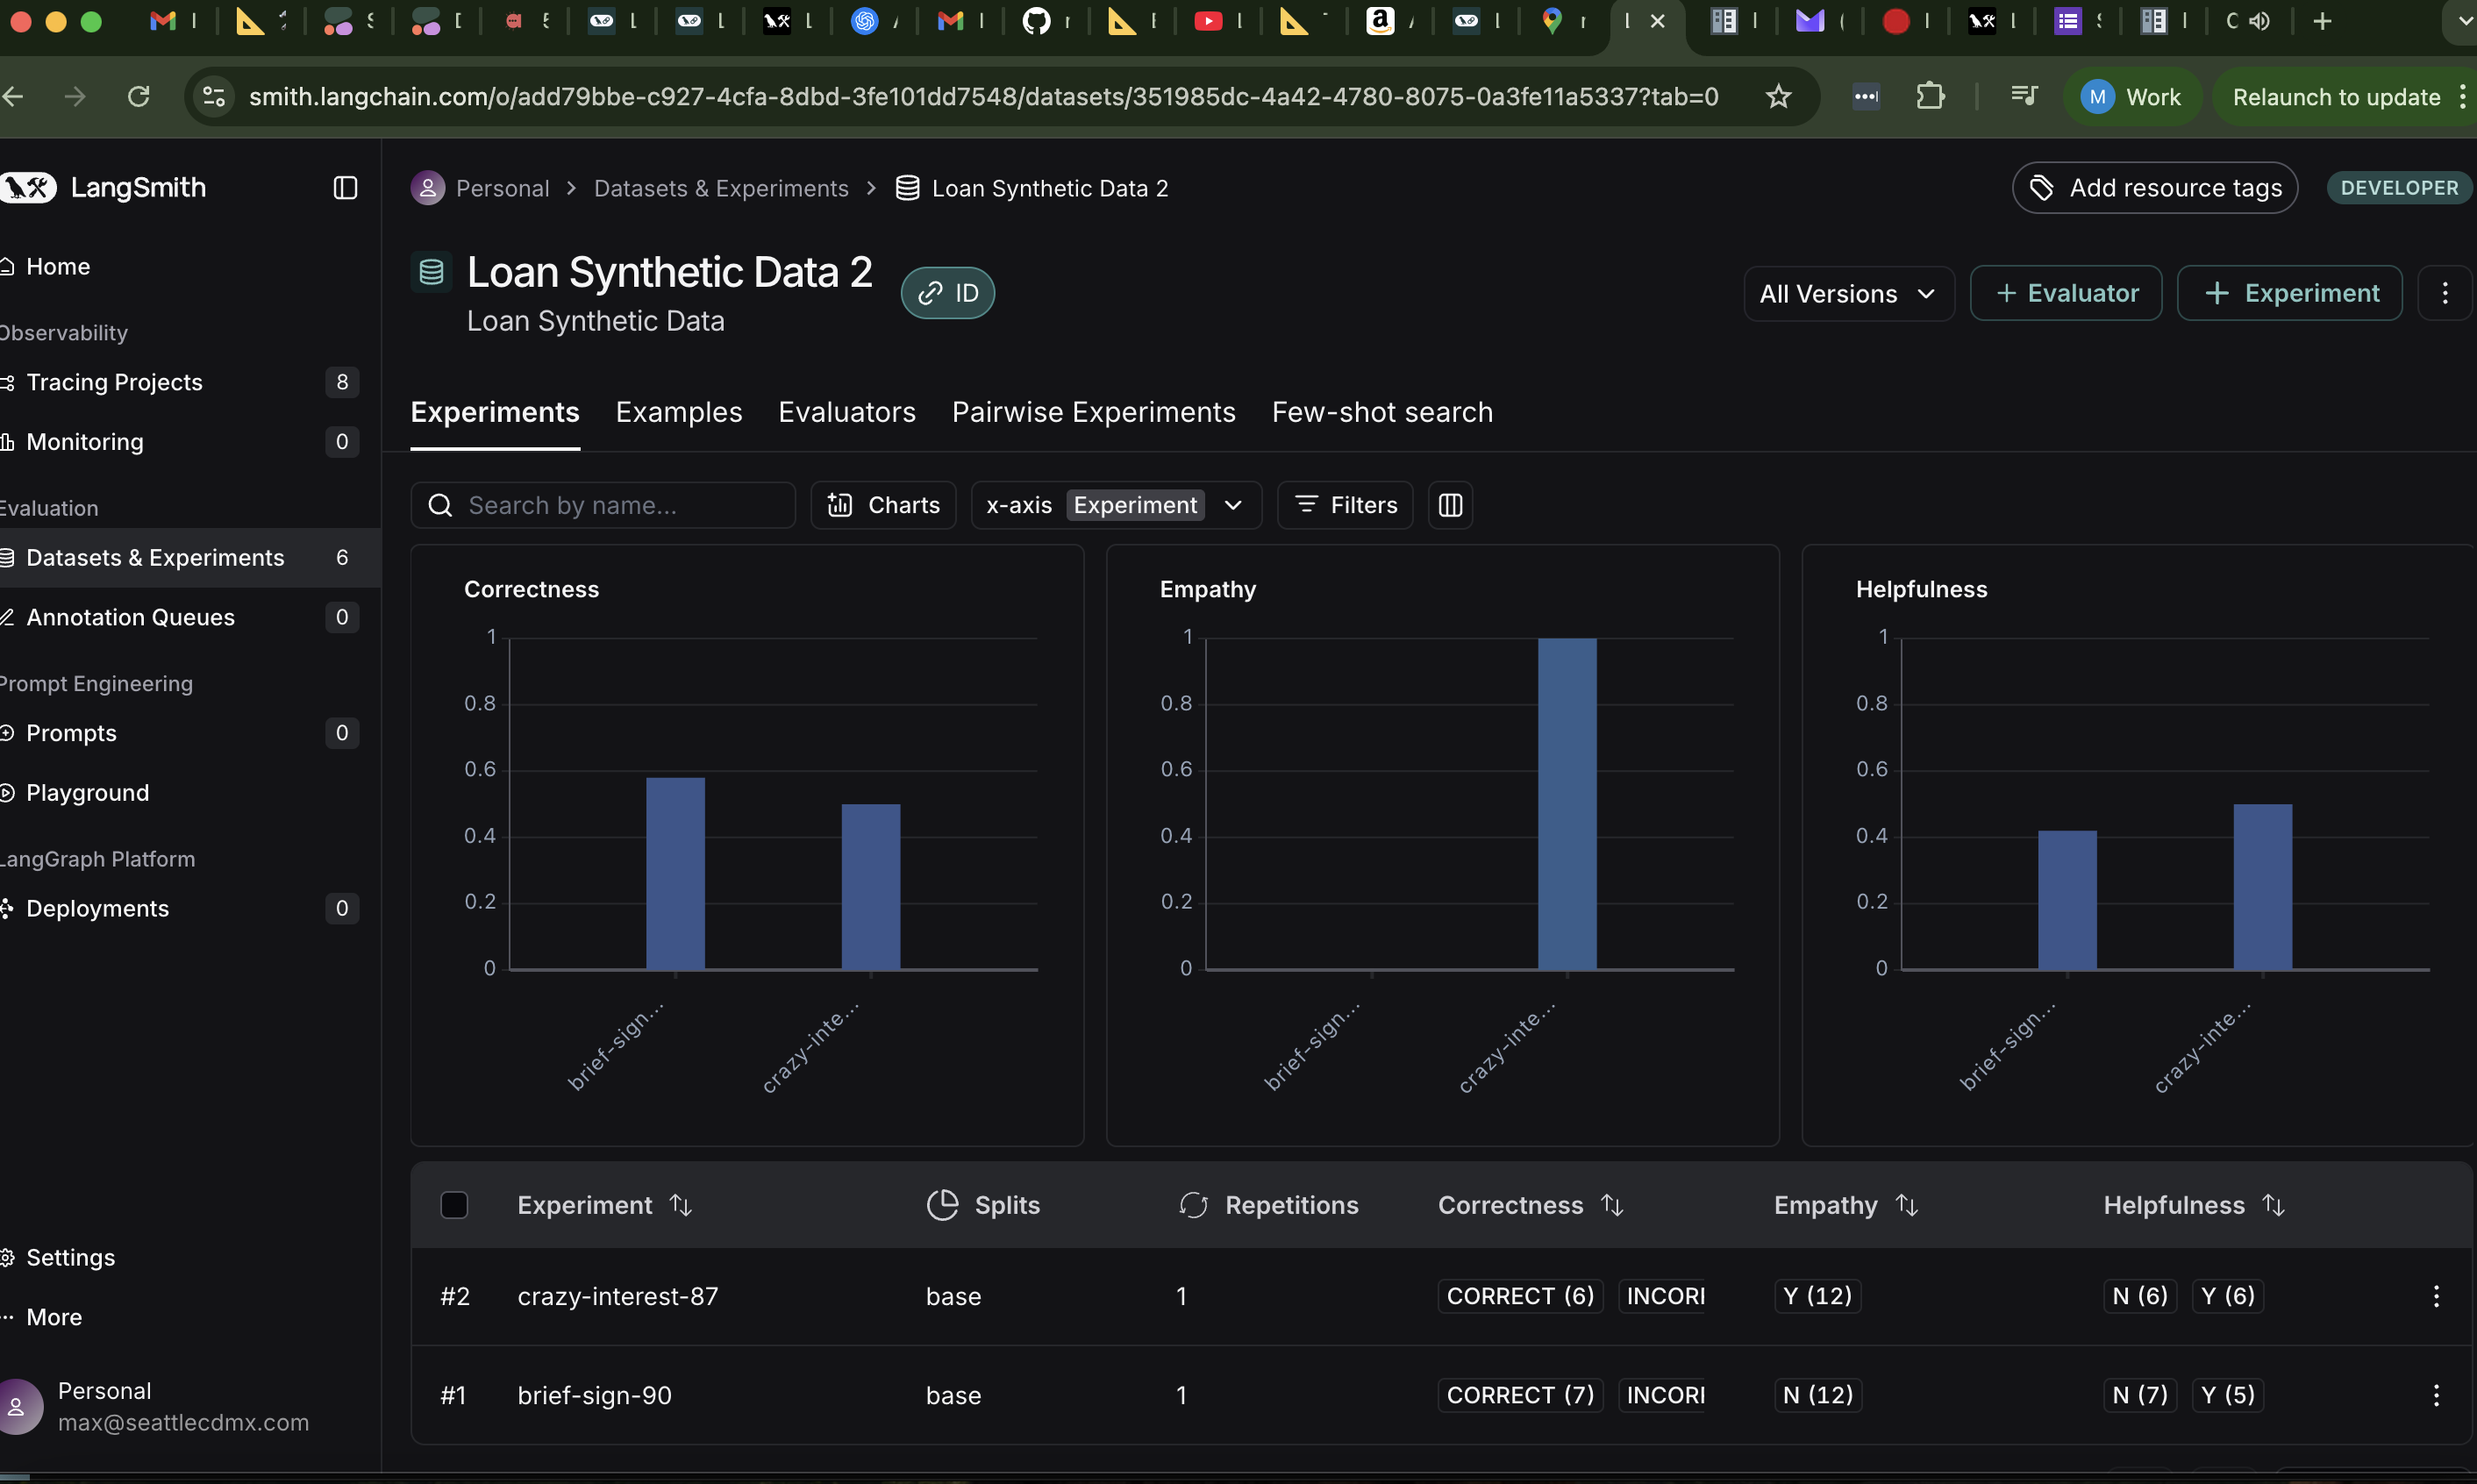 smith.langchain.com/o/add79bbe-c927-4cfa-8dbd-3fe101dd7548/datasets/351985dc-4a42-4780-8075-0a3fe11a5337?tab=0
M Work
Relaunch to update
LangSmith
Personal > Datasets & Experiments > Loan Synthetic Data 2
Add resource tags
DEVELOPER
Home
Loan Synthetic Data 2
ID
Loan Synthetic Data
All Versions
+ Evaluator
+ Experiment
Observability
Tracing Projects 8
Monitoring 0
Evaluation
Datasets & Experiments 6
Annotation Queues 0
Prompt Engineering
Prompts 0
Playground
LangGraph Platform
Deployments 0
Settings
... More
Personal
max@seattlecdmx.com
Experiments Examples Evaluators Pairwise Experiments Few-shot search
Search by name...
Charts
x-axis Experiment
Filters
Correctness
1
0.8
0.6
0.4
0.2
0
brief-sign...
crazy-inte...
Empathy
1
0.8
0.6
0.4
0.2
0
brief-sign...
crazy-inte...
Helpfulness
1
0.8
0.6
0.4
0.2
0
brief-sign...
crazy-inte...
Experiment Splits Repetitions Correctness Empathy Helpfulness
#2 crazy-interest-87 base 1 CORRECT (6) INCORI Y (12) N (6) Y (6)
#1 brief-sign-90 base 1 CORRECT (7) INCORI N (12) N (7) Y (5)